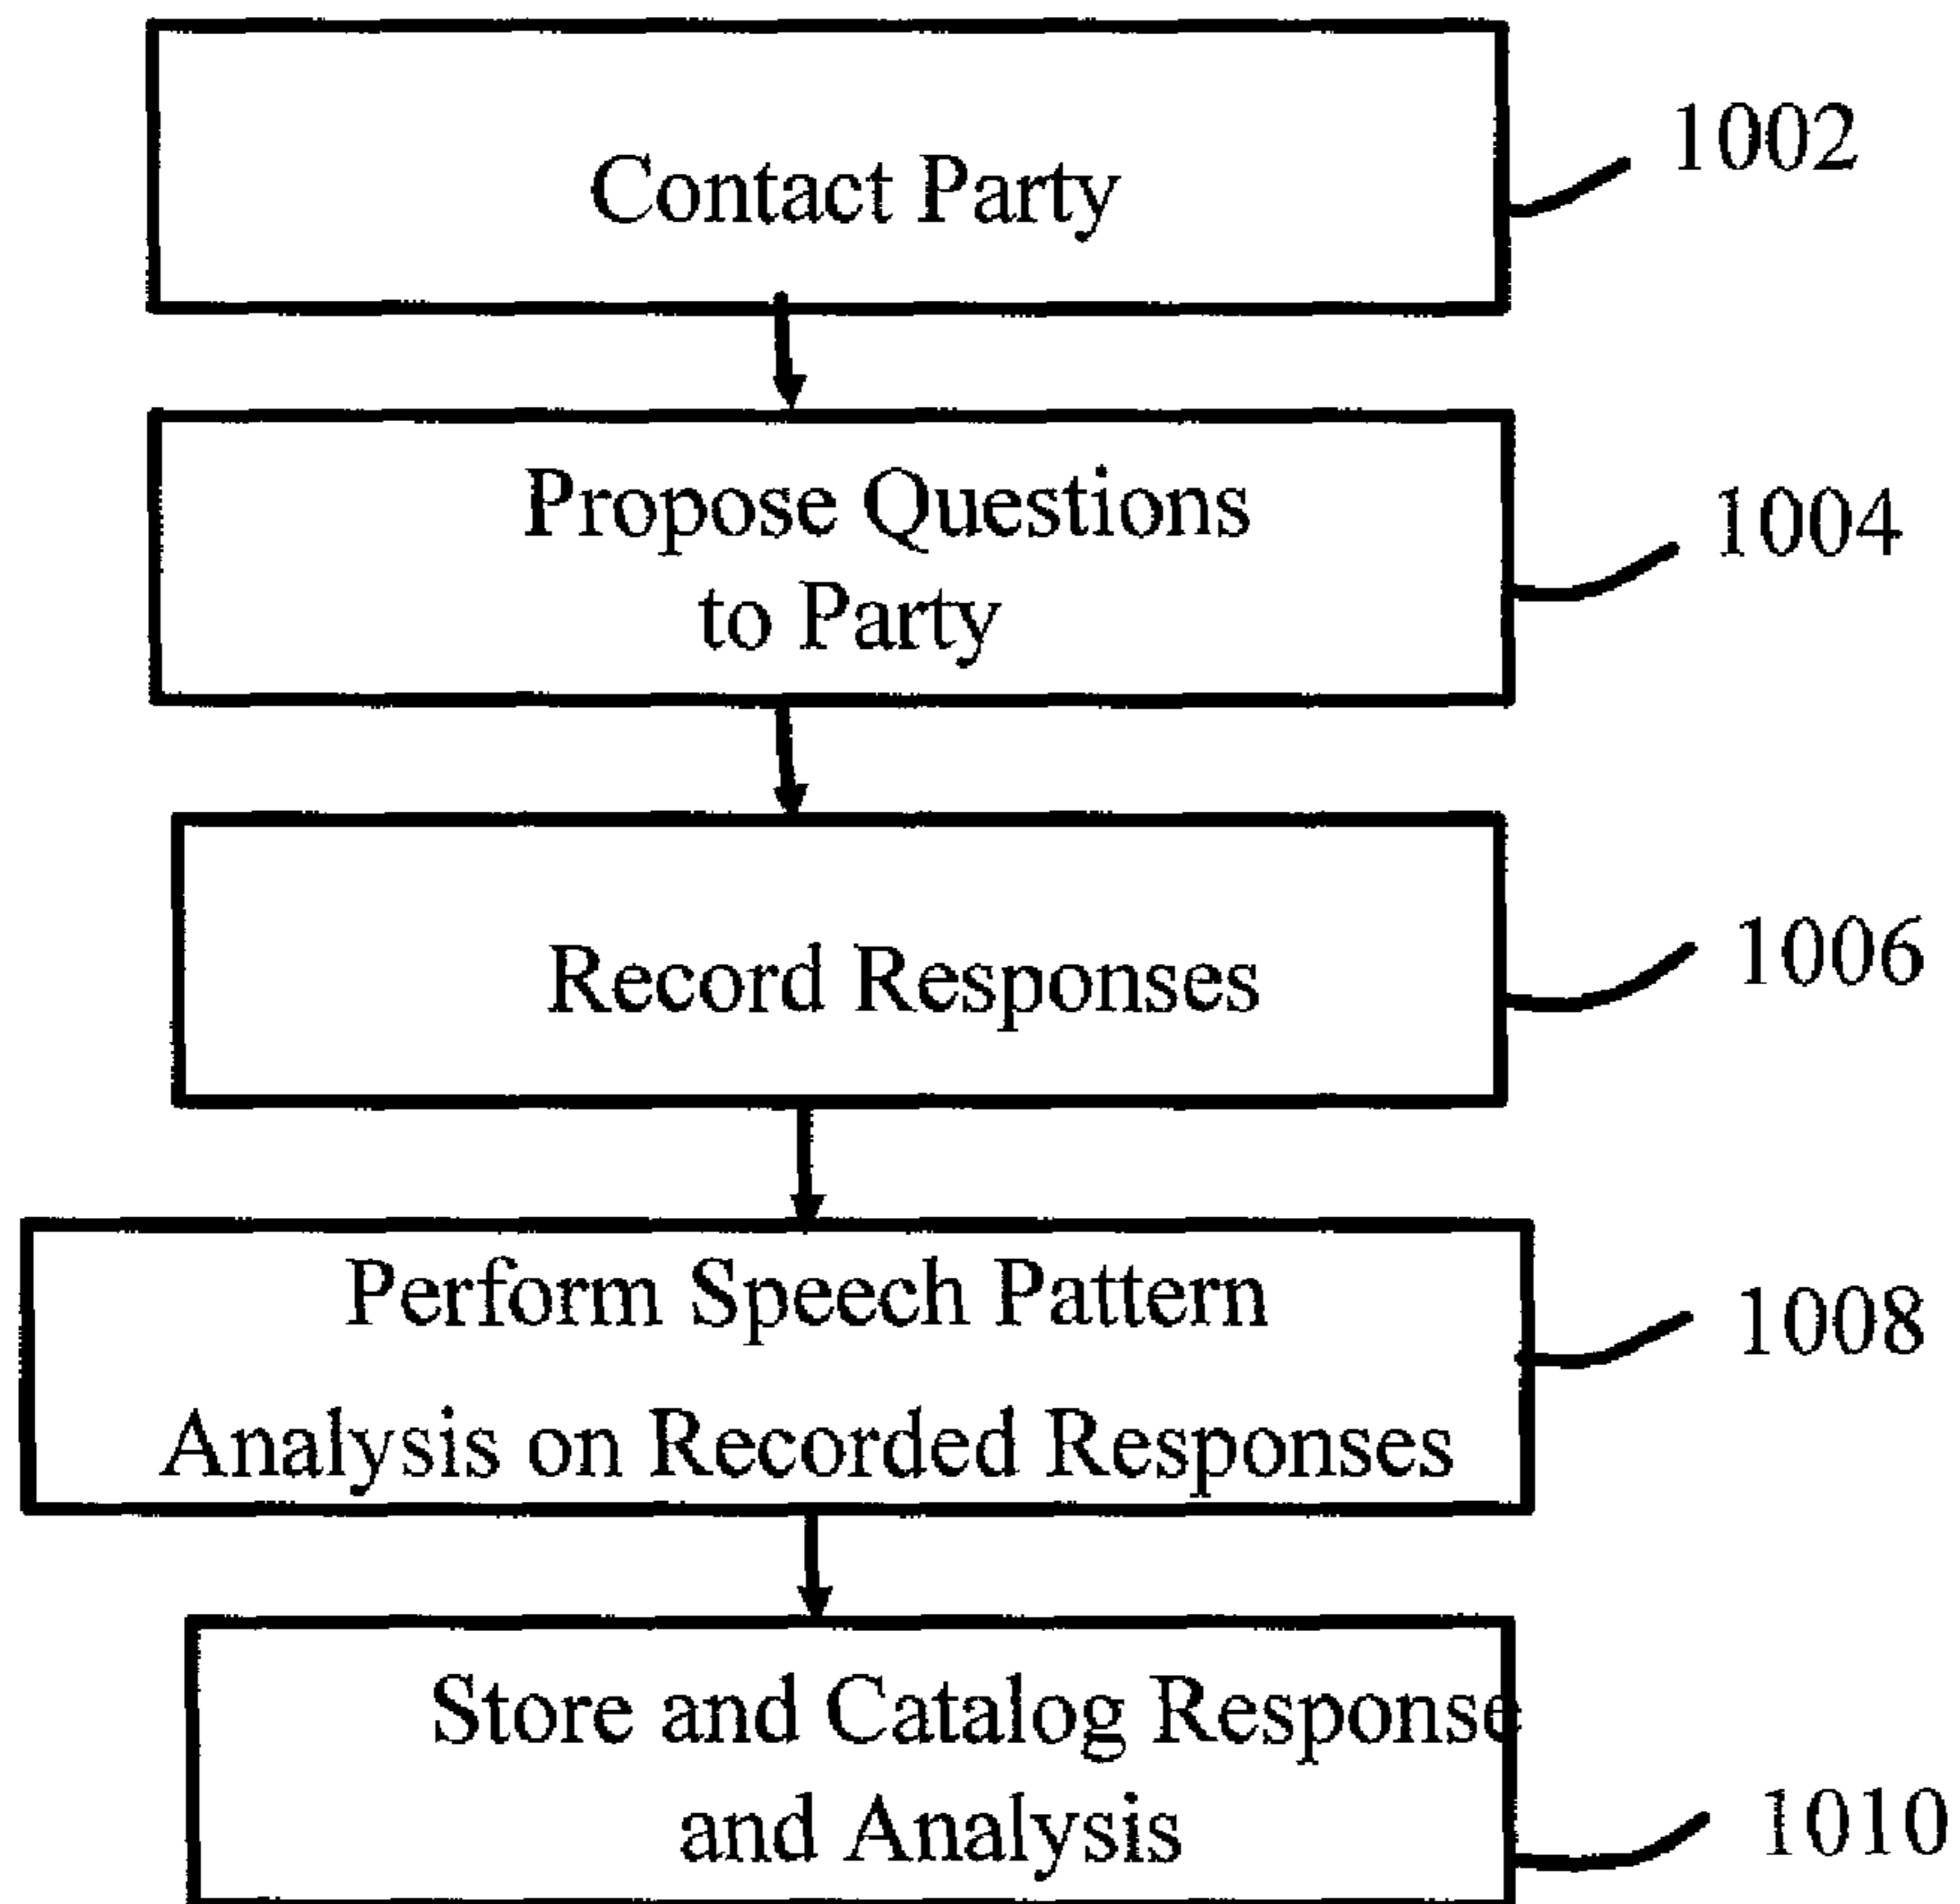 Contact Party
1002
Propose Questions
to Party
1004
Record Responses
1006
Perform Speech Pattern
Analysis on Recorded Responses
1008
Store and Catalog Response
and Analysis
1010